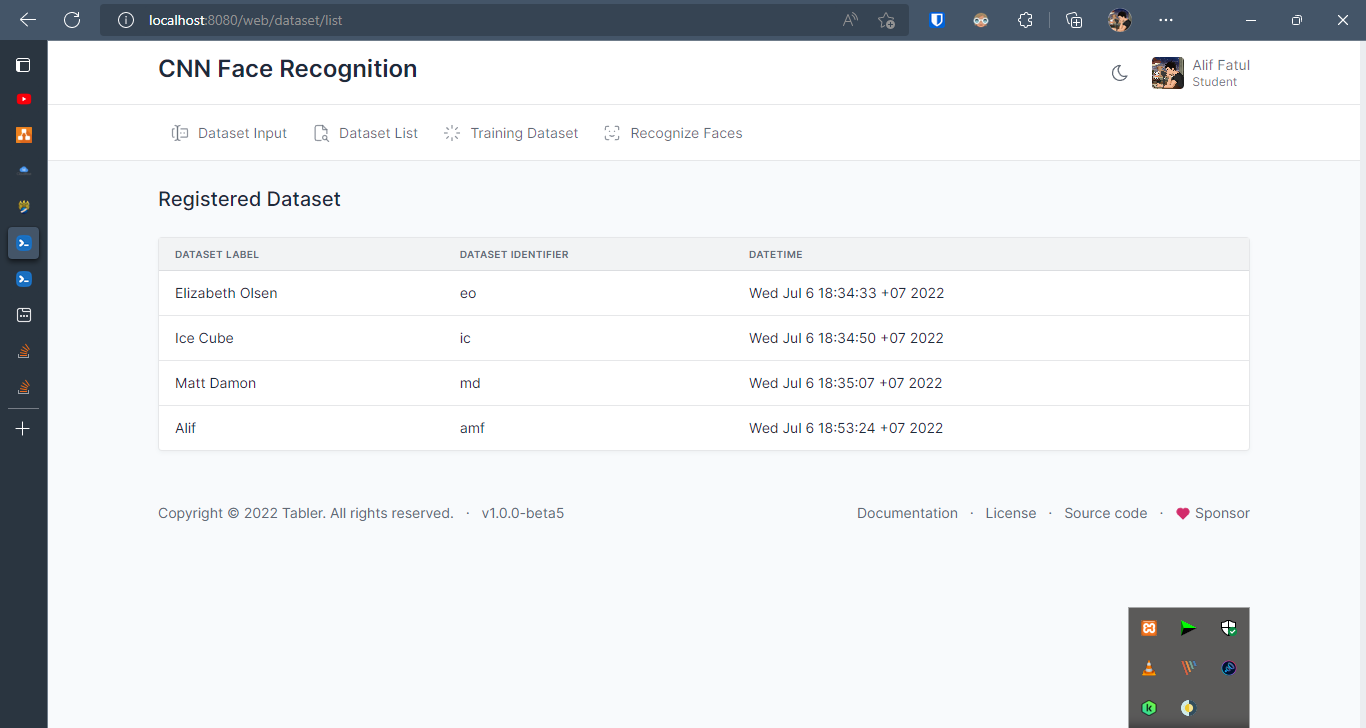 localhost:8080/web/dataset/list
CNN Face Recognition
Alif Fatul
Student
Dataset Input Dataset List Training Dataset Recognize Faces
Registered Dataset
DATASET LABEL DATASET IDENTIFIER DATETIME
Elizabeth Olsen eo Wed Jul 6 18:34:33 +07 2022
Ice Cube ic Wed Jul 6 18:34:50 +07 2022
Matt Damon md Wed Jul 6 18:35:07 +07 2022
Alif amf Wed Jul 6 18:53:24 +07 2022
Copyright © 2022 Tabler. All rights reserved. · v1.0.0-beta5 Documentation · License · Source code · Sponsor